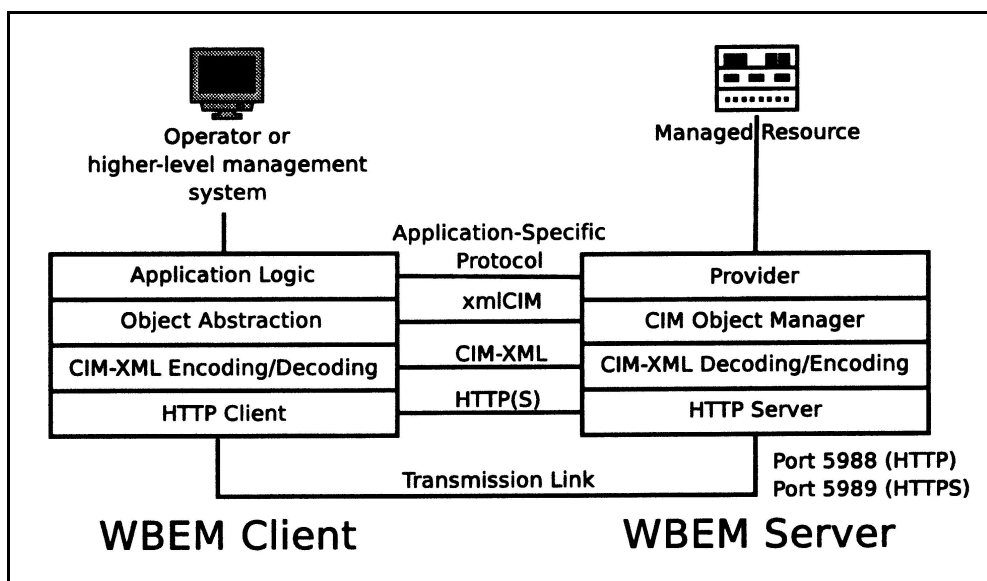 Operator or
higher-level management
system
Managed Resource
Application-Specific
Protocol
Application Logic
Provider
xmlCIM
Object Abstraction
CIM Object Manager
CIM-XML
CIM-XML Encoding/Decoding
CIM-XML Decoding/Encoding
HTTP(S)
HTTP Client
HTTP Server
Transmission Link
Port 5988 (HTTP)
Port 5989 (HTTPS)
WBEM Client
WBEM Server